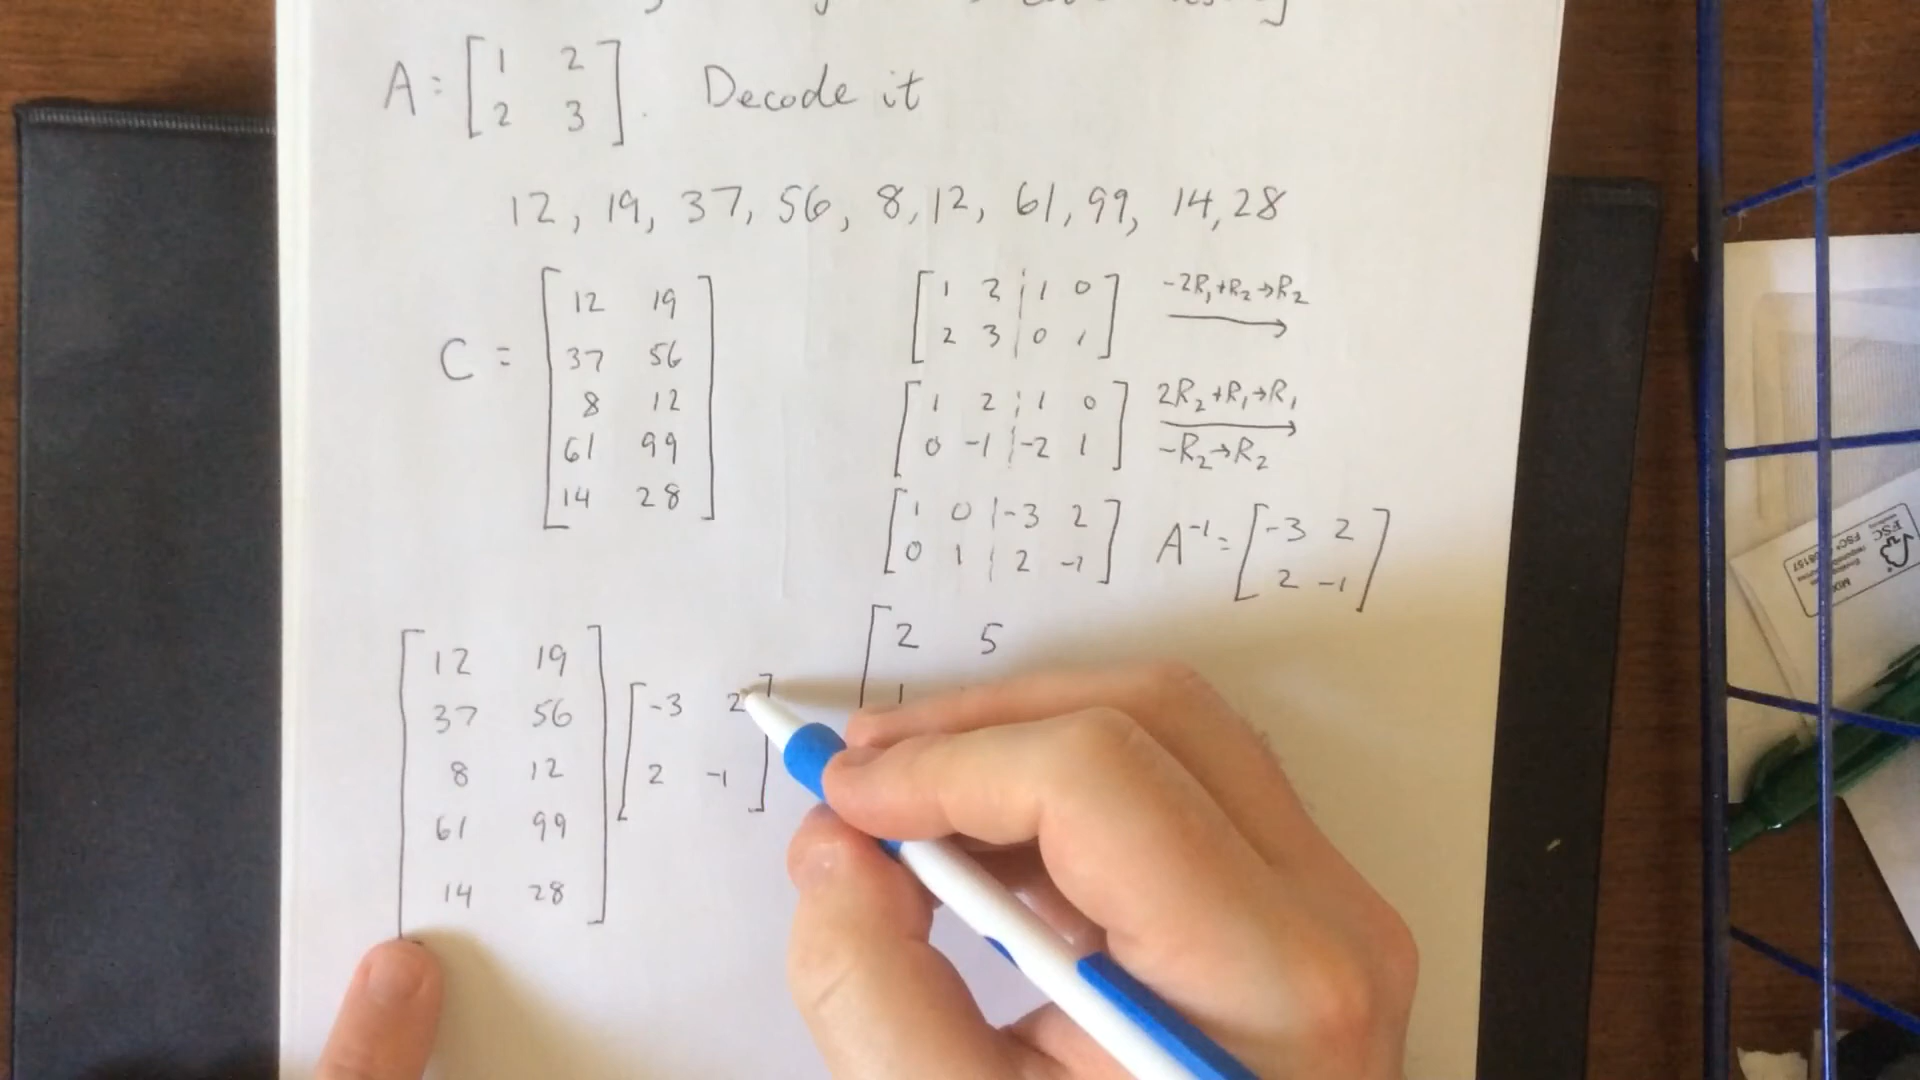 A = [1 2
2 3]. Decode it
12, 19, 37, 56, 8, 12, 61, 99, 14, 28
C = [12 19
37 56
8 12
61 99
14 28]
[1 2 | 1 0
2 3 | 0 1]
-2R₁+R₂→R₂
[1 2 | 1 0
0 -1 | -2 1]
2R₂+R₁→R₁
-R₂→R₂
[1 0 | -3 2
0 1 | 2 -1]
A⁻¹ = [-3 2
2 -1]
[12 19
37 56
8 12
61 99
14 28]
[-3 2
2 -1]
[2 5
1
MIX
FSC